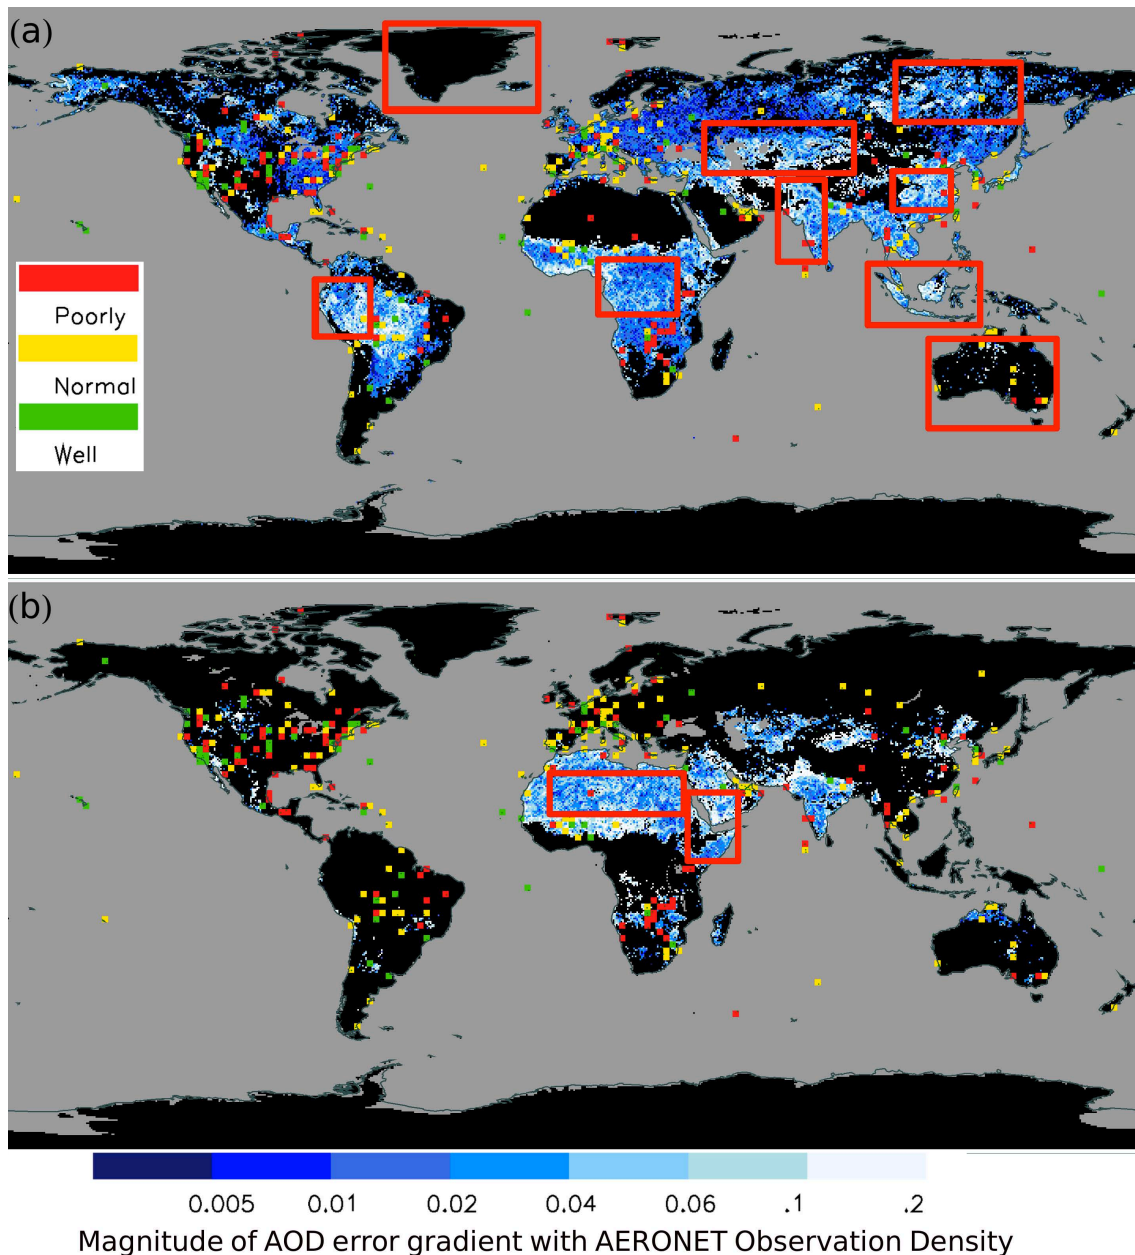 (a)
Poorly
Normal
Well
(b)
0.005 0.01 0.02 0.04 0.06 .1 .2
Magnitude of AOD error gradient with AERONET Observation Density